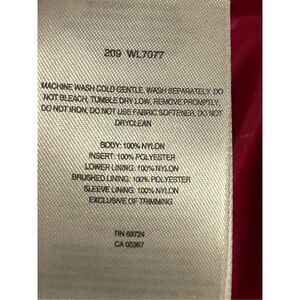 209 WL7077
MACHINE WASH COLD GENTLE, WASH SEPARATELY, DO
NOT BLEACH, TUMBLE DRY LOW, REMOVE PROMPTLY,
DO NOT IRON, DO NOT USE FABRIC SOFTENER, DO NOT
DRYCLEAN
BODY: 100% NYLON
INSERT: 100% POLYESTER
LOWER LINING: 100% NYLON
BRUSHED LINING: 100% POLYESTER
SLEEVE LINING: 100% NYLON
EXCLUSIVE OF TRIMMING
RN 69724
CA 05367